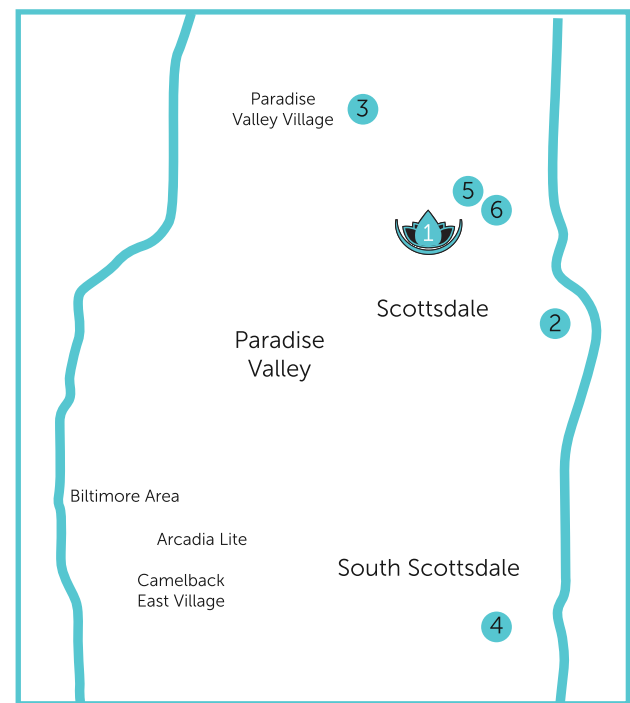 Paradise
Valley Village
3
5
6
1
Scottsdale
2
Paradise
Valley
Biltmore Area
Arcadia Lite
South Scottsdale
Camelback
East Village
4